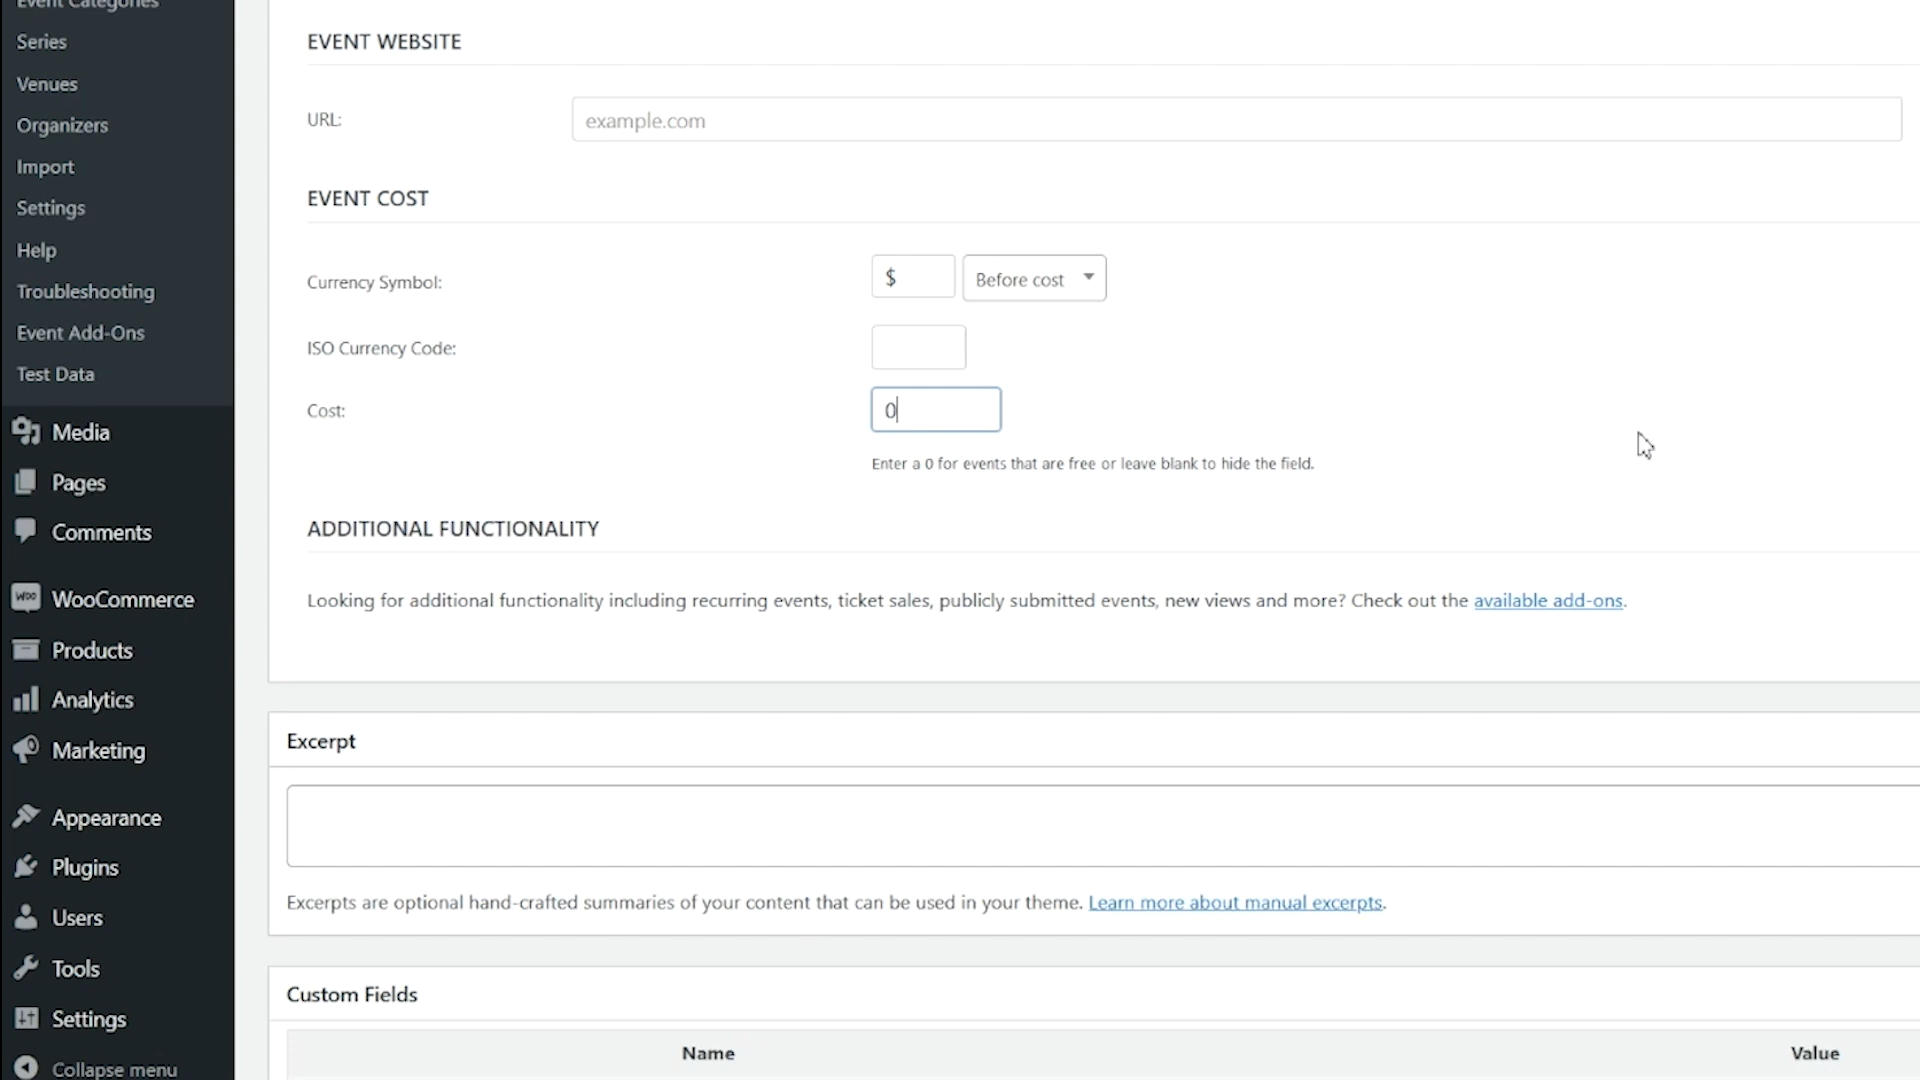 Event Categories
Series
Venues
Organizers
Import
Settings
Help
Troubleshooting
Event Add-Ons
Test Data
Media
Pages
Comments
WooCommerce
Products
Analytics
Marketing
Appearance
Plugins
Users
Tools
Settings
Collapse menu
EVENT WEBSITE
URL: example.com
EVENT COST
Currency Symbol: $ Before cost
ISO Currency Code:
Cost: 0
Enter a 0 for events that are free or leave blank to hide the field.
ADDITIONAL FUNCTIONALITY
Looking for additional functionality including recurring events, ticket sales, publicly submitted events, new views and more? Check out the available add-ons.
Excerpt
Excerpts are optional hand-crafted summaries of your content that can be used in your theme. Learn more about manual excerpts.
Custom Fields
Name Value